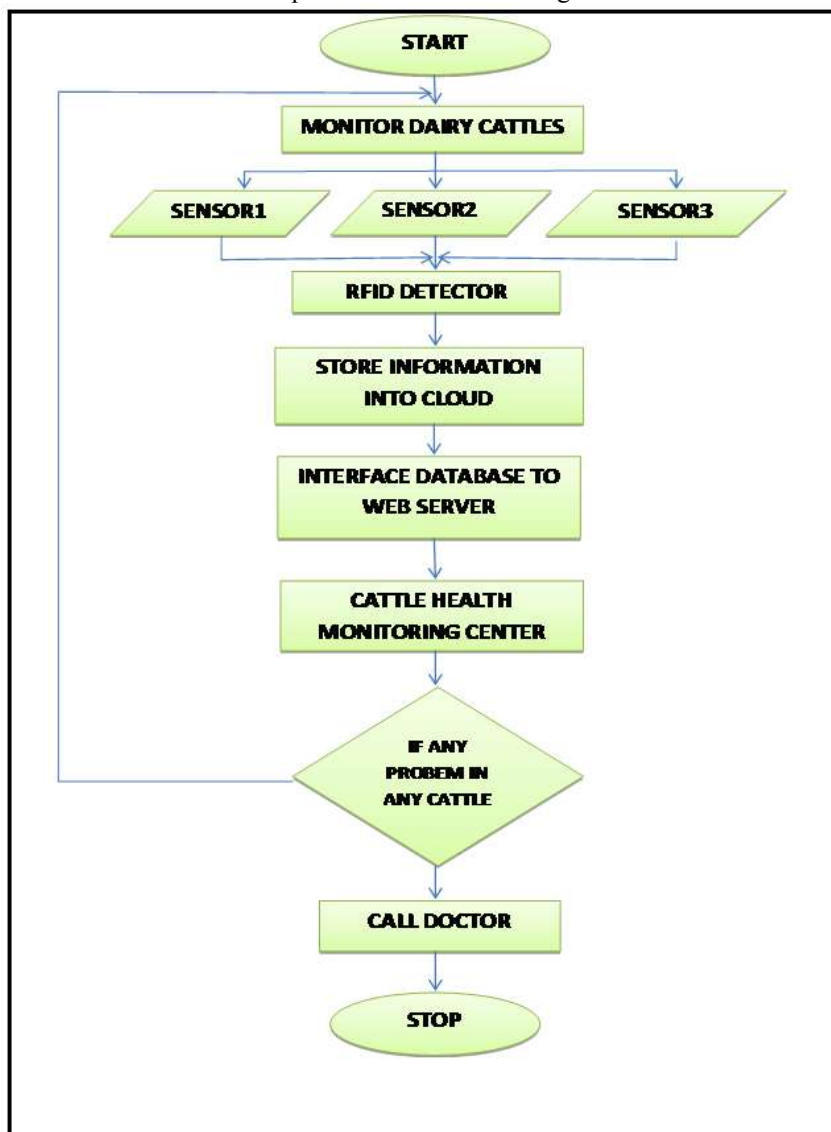 START
MONITOR DAIRY CATTLES
SENSOR1
SENSOR2
SENSOR3
RFID DETECTOR
STORE INFORMATION
INTO CLOUD
INTERFACE DATABASE TO
WEB SERVER
CATTLE HEALTH
MONITORING CENTER
IF ANY
PROBEM IN
ANY CATTLE
CALL DOCTOR
STOP